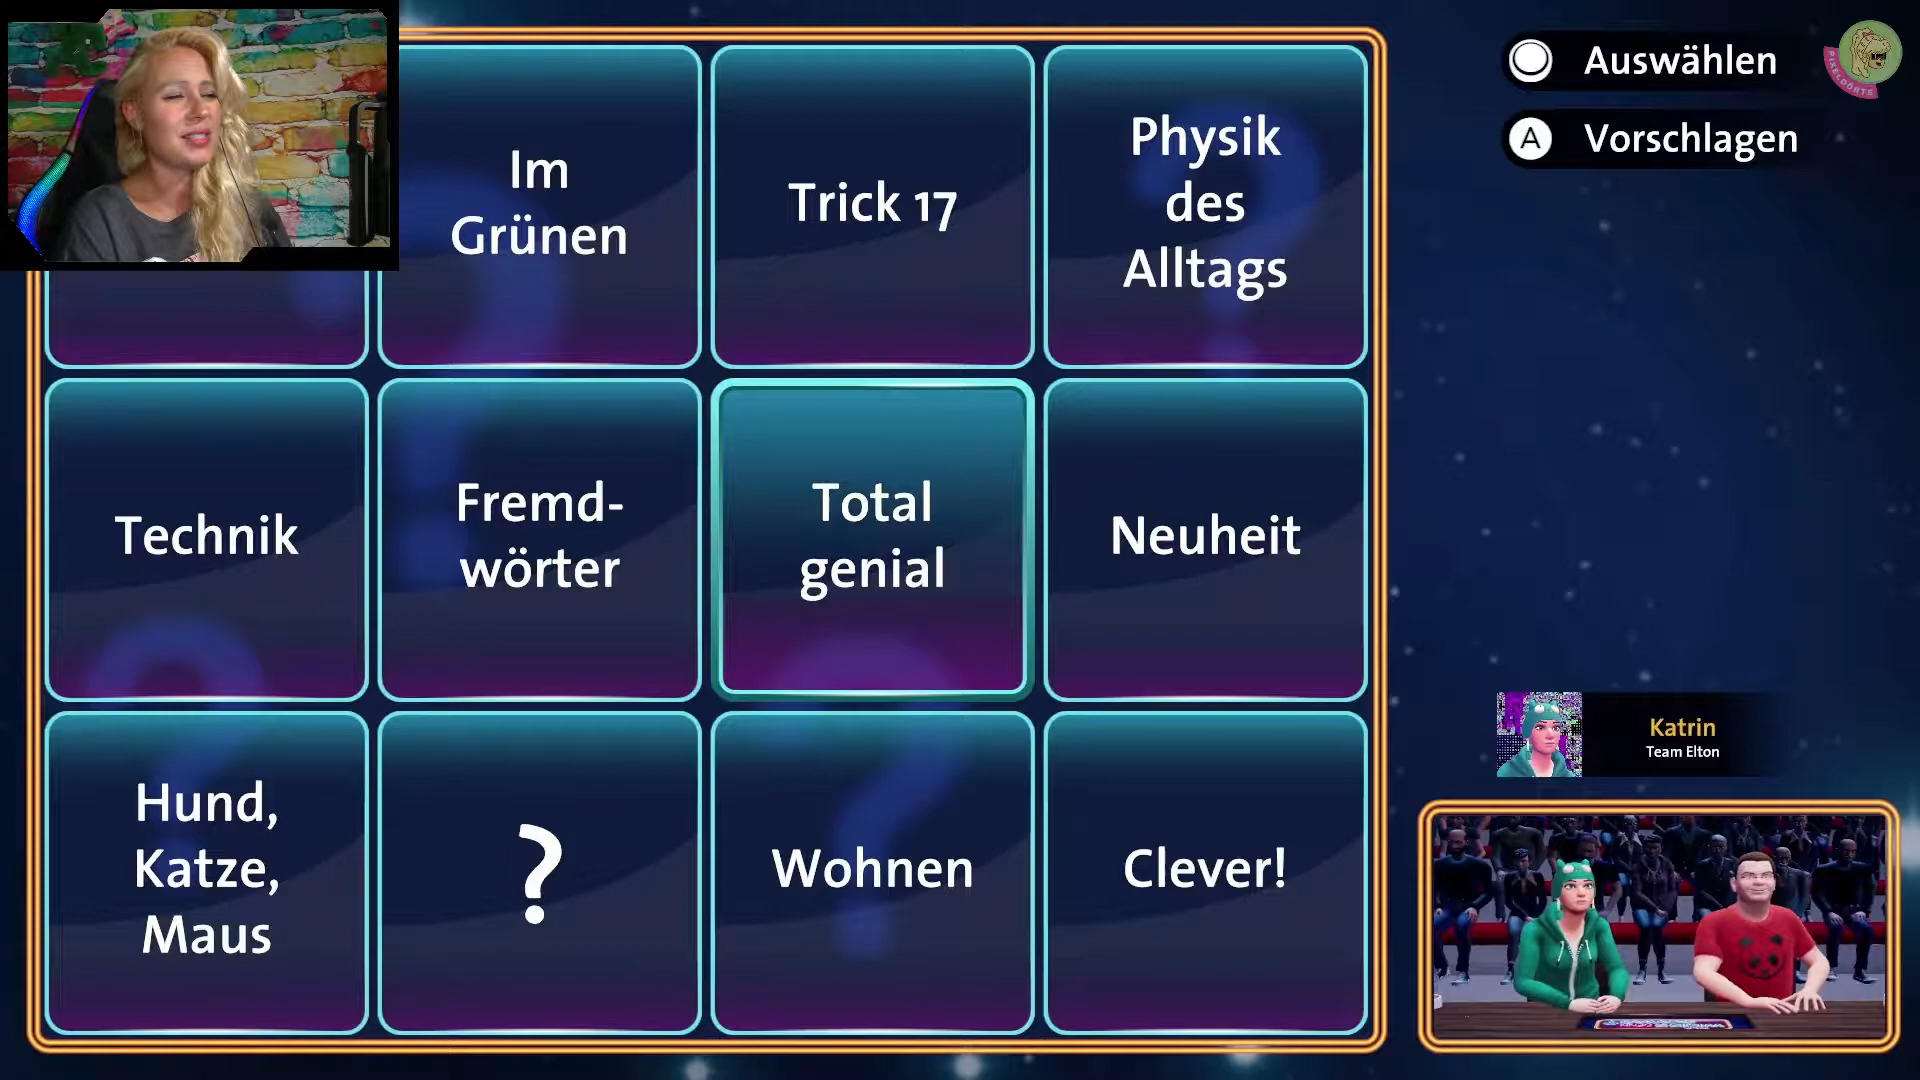 Im
Grünen
Trick 17
Physik
des
Alltags
Auswählen
A Vorschlagen
PIXELDÖRTE
Technik
Fremd-
wörter
Total
genial
Neuheit
Hund,
Katze,
Maus
?
Wohnen
Clever!
Katrin
Team Elton